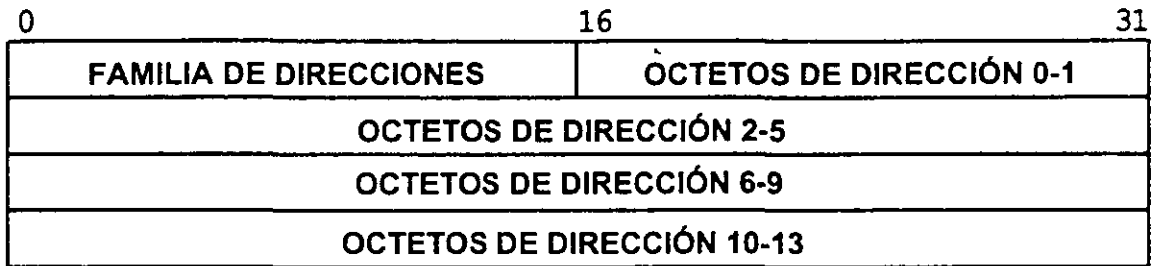 0 16 31
FAMILIA DE DIRECCIONES OCTETOS DE DIRECCIÓN 0-1
OCTETOS DE DIRECCIÓN 2-5
OCTETOS DE DIRECCIÓN 6-9
OCTETOS DE DIRECCIÓN 10-13